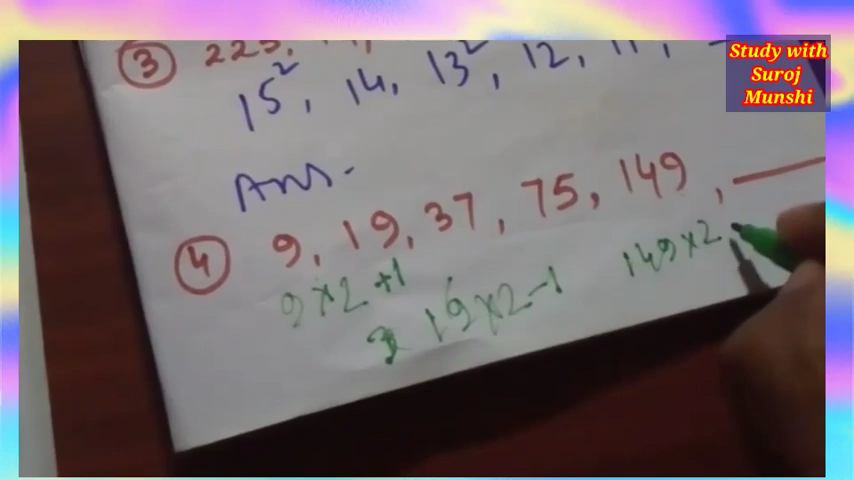 Study with
Suroj
Munshi
3 225,
15², 14, 13², 12, 11,
Ans.
4 9, 19, 37, 75, 149,
9×2+1 19×2-1 149×2